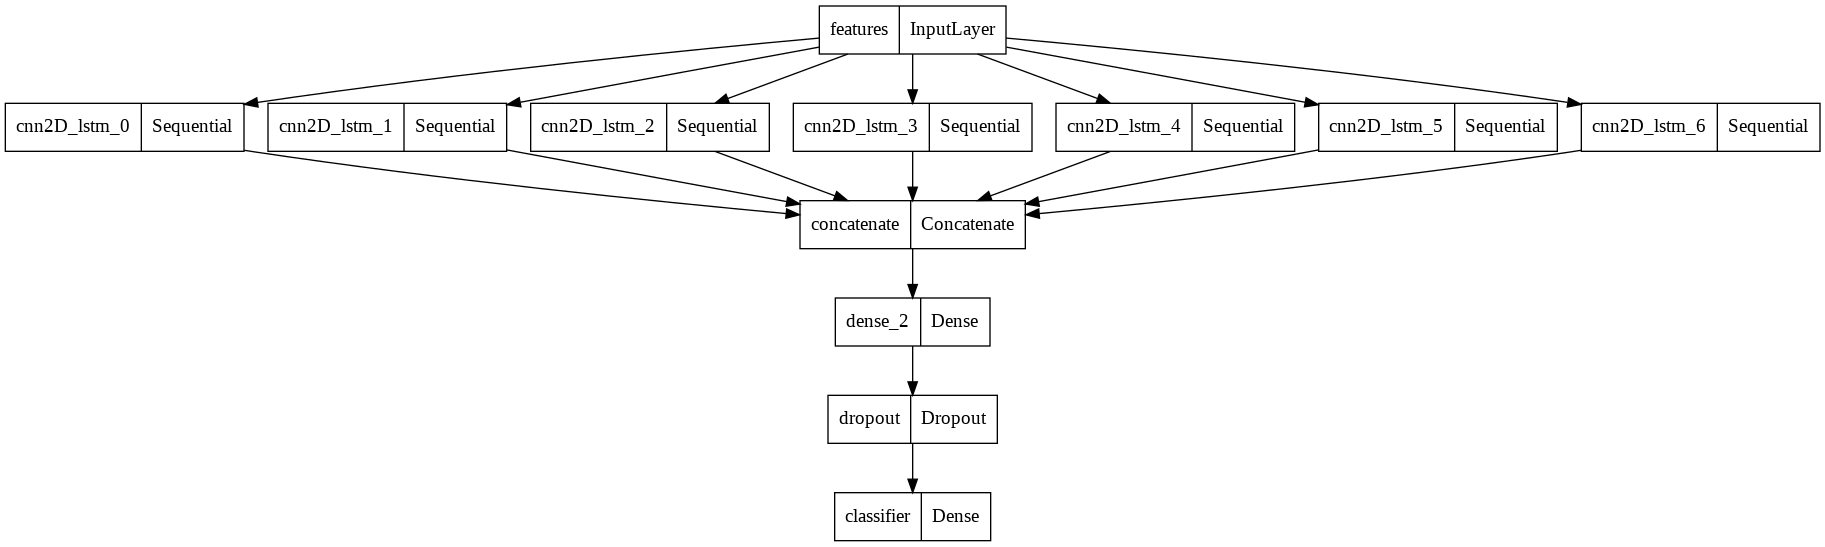 features InputLayer
cnn2D_lstm_0 Sequential cnn2D_lstm_1 Sequential cnn2D_lstm_2 Sequential cnn2D_lstm_3 Sequential cnn2D_lstm_4 Sequential cnn2D_lstm_5 Sequential cnn2D_lstm_6 Sequential
concatenate Concatenate
dense_2 Dense
dropout Dropout
classifier Dense